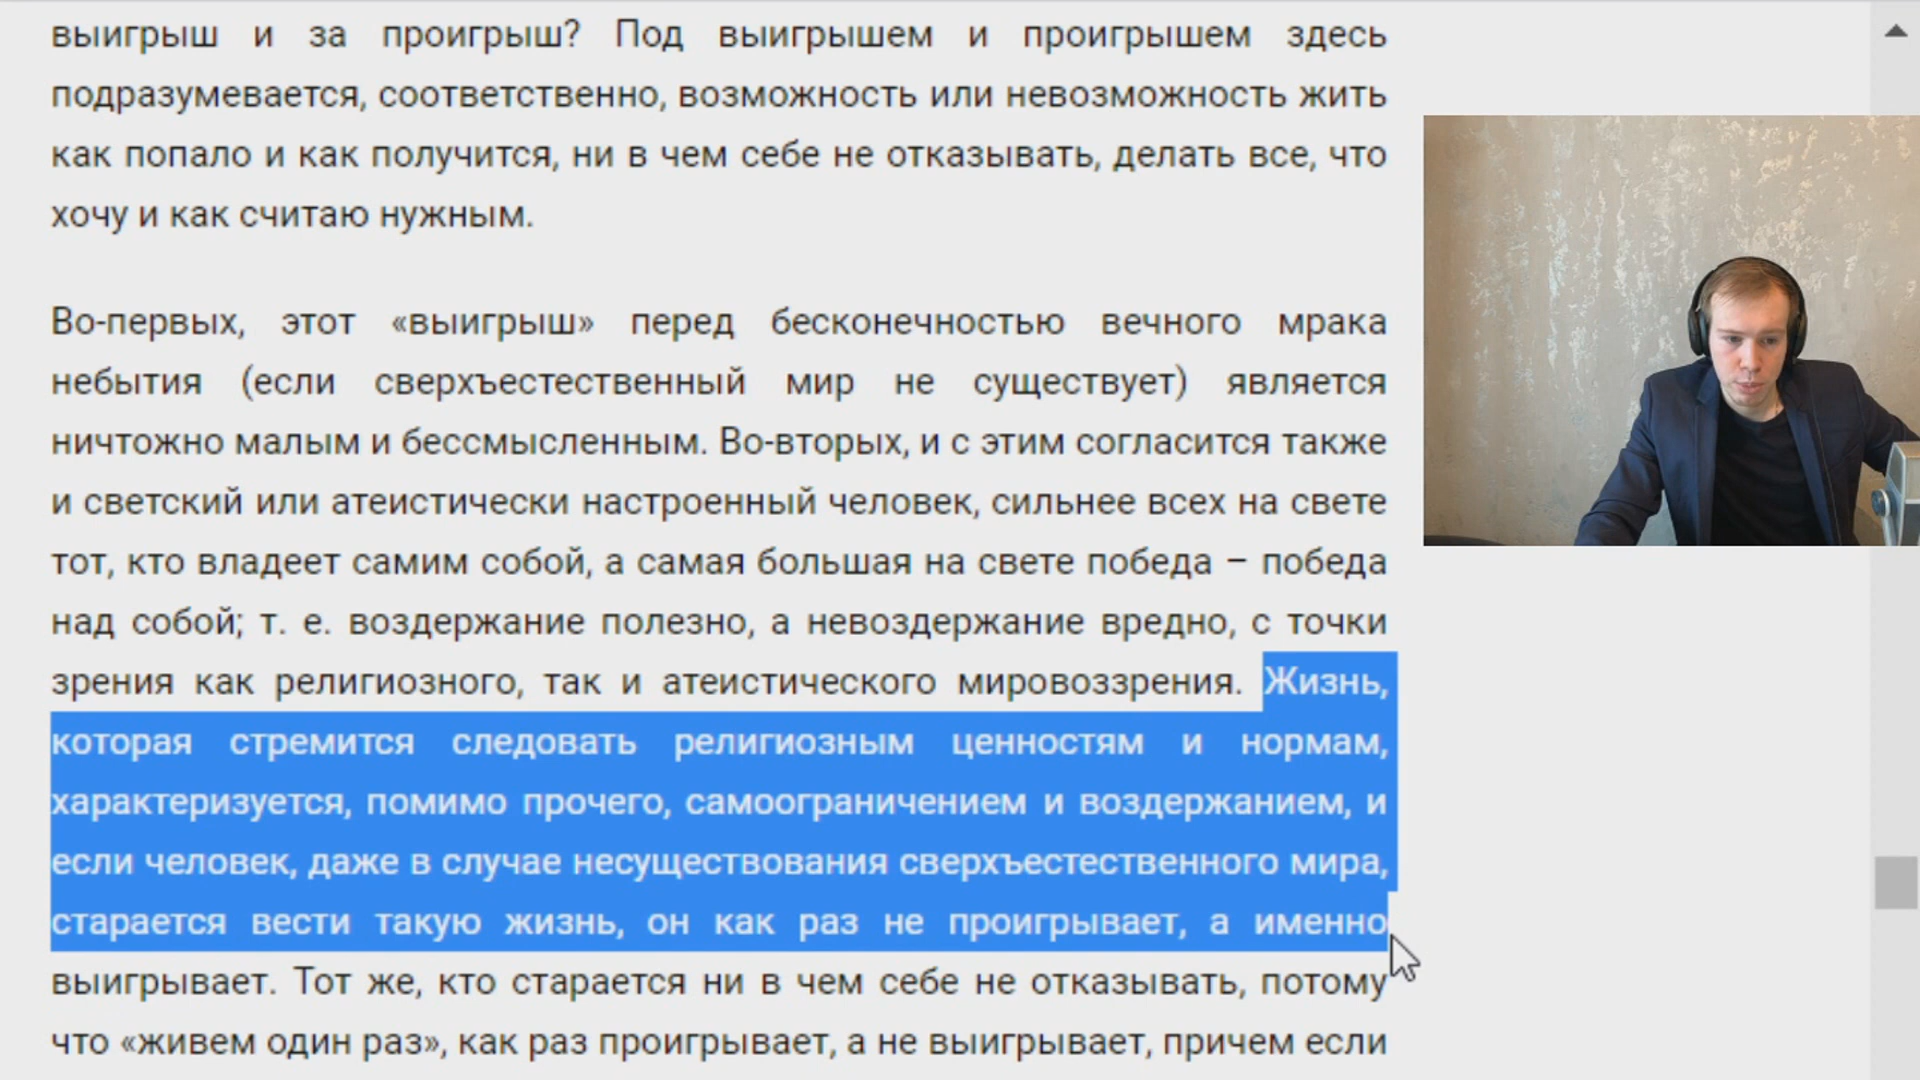 выигрыш и за проигрыш? Под выигрышем и проигрышем здесь
подразумевается, соответственно, возможность или невозможность жить
как попало и как получится, ни в чем себе не отказывать, делать все, что
хочу и как считаю нужным.
Во-первых, этот «выигрыш» перед бесконечностью вечного мрака
небытия (если сверхъестественный мир не существует) является
ничтожно малым и бессмысленным. Во-вторых, и с этим согласится также
и светский или атеистически настроенный человек, сильнее всех на свете
тот, кто владеет самим собой, а самая большая на свете победа – победа
над собой; т. е. воздержание полезно, а невоздержание вредно, с точки
зрения как религиозного, так и атеистического мировоззрения. Жизнь,
которая стремится следовать религиозным ценностям и нормам,
характеризуется, помимо прочего, самоограничением и воздержанием, и
если человек, даже в случае несуществования сверхъестественного мира,
старается вести такую жизнь, он как раз не проигрывает, а именно
выигрывает. Тот же, кто старается ни в чем себе не отказывать, потому
что «живем один раз», как раз проигрывает, а не выигрывает, причем если